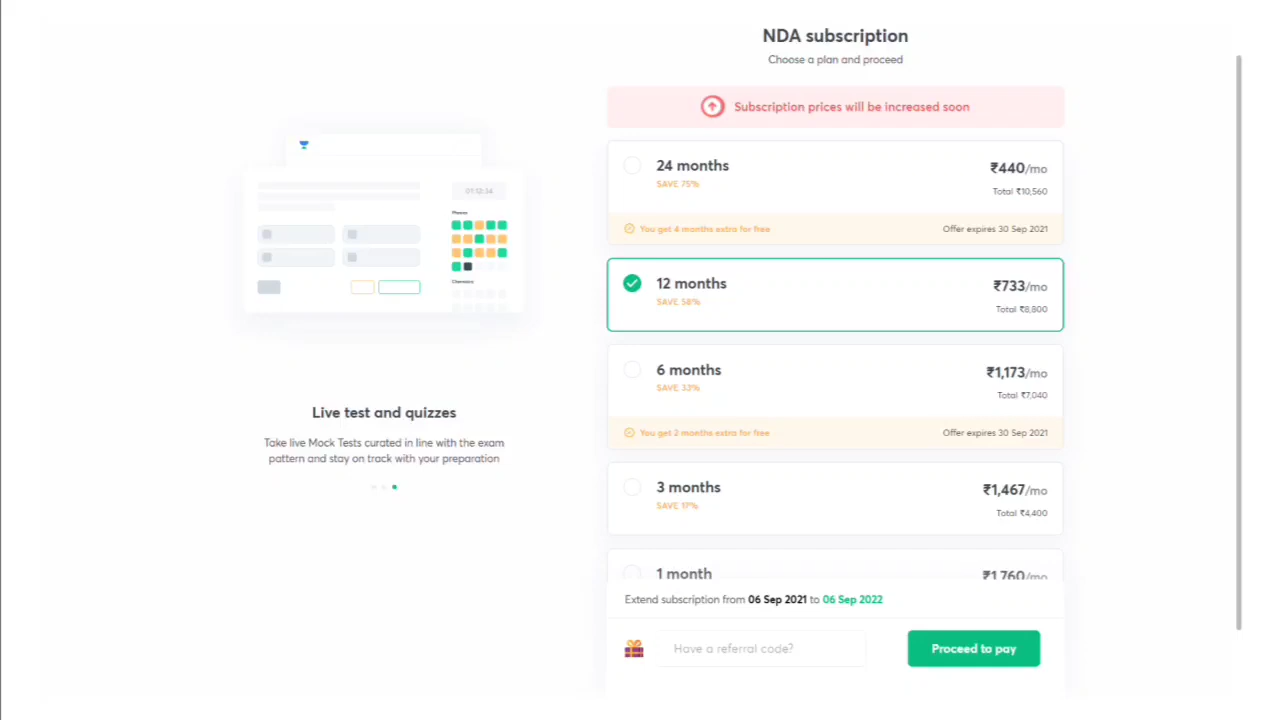 NDA subscription
Choose a plan and proceed
Subscription prices will be increased soon
24 months
₹440/mo
SAVE 75%
Total ₹10,560
You get 4 months extra for free
Offer expires 30 Sep 2021
12 months
₹733/mo
SAVE 58%
Total ₹8,800
6 months
₹1,173/mo
SAVE 33%
Total ₹7,040
You get 2 months extra for free
Offer expires 30 Sep 2021
3 months
₹1,467/mo
SAVE 17%
Total ₹4,400
1 month
₹1,760/mo
Extend subscription from 06 Sep 2021 to 06 Sep 2022
Have a referral code?
Proceed to pay
01:12:34
Physics
Chemistry
Live test and quizzes
Take live Mock Tests curated in line with the exam
pattern and stay on track with your preparation